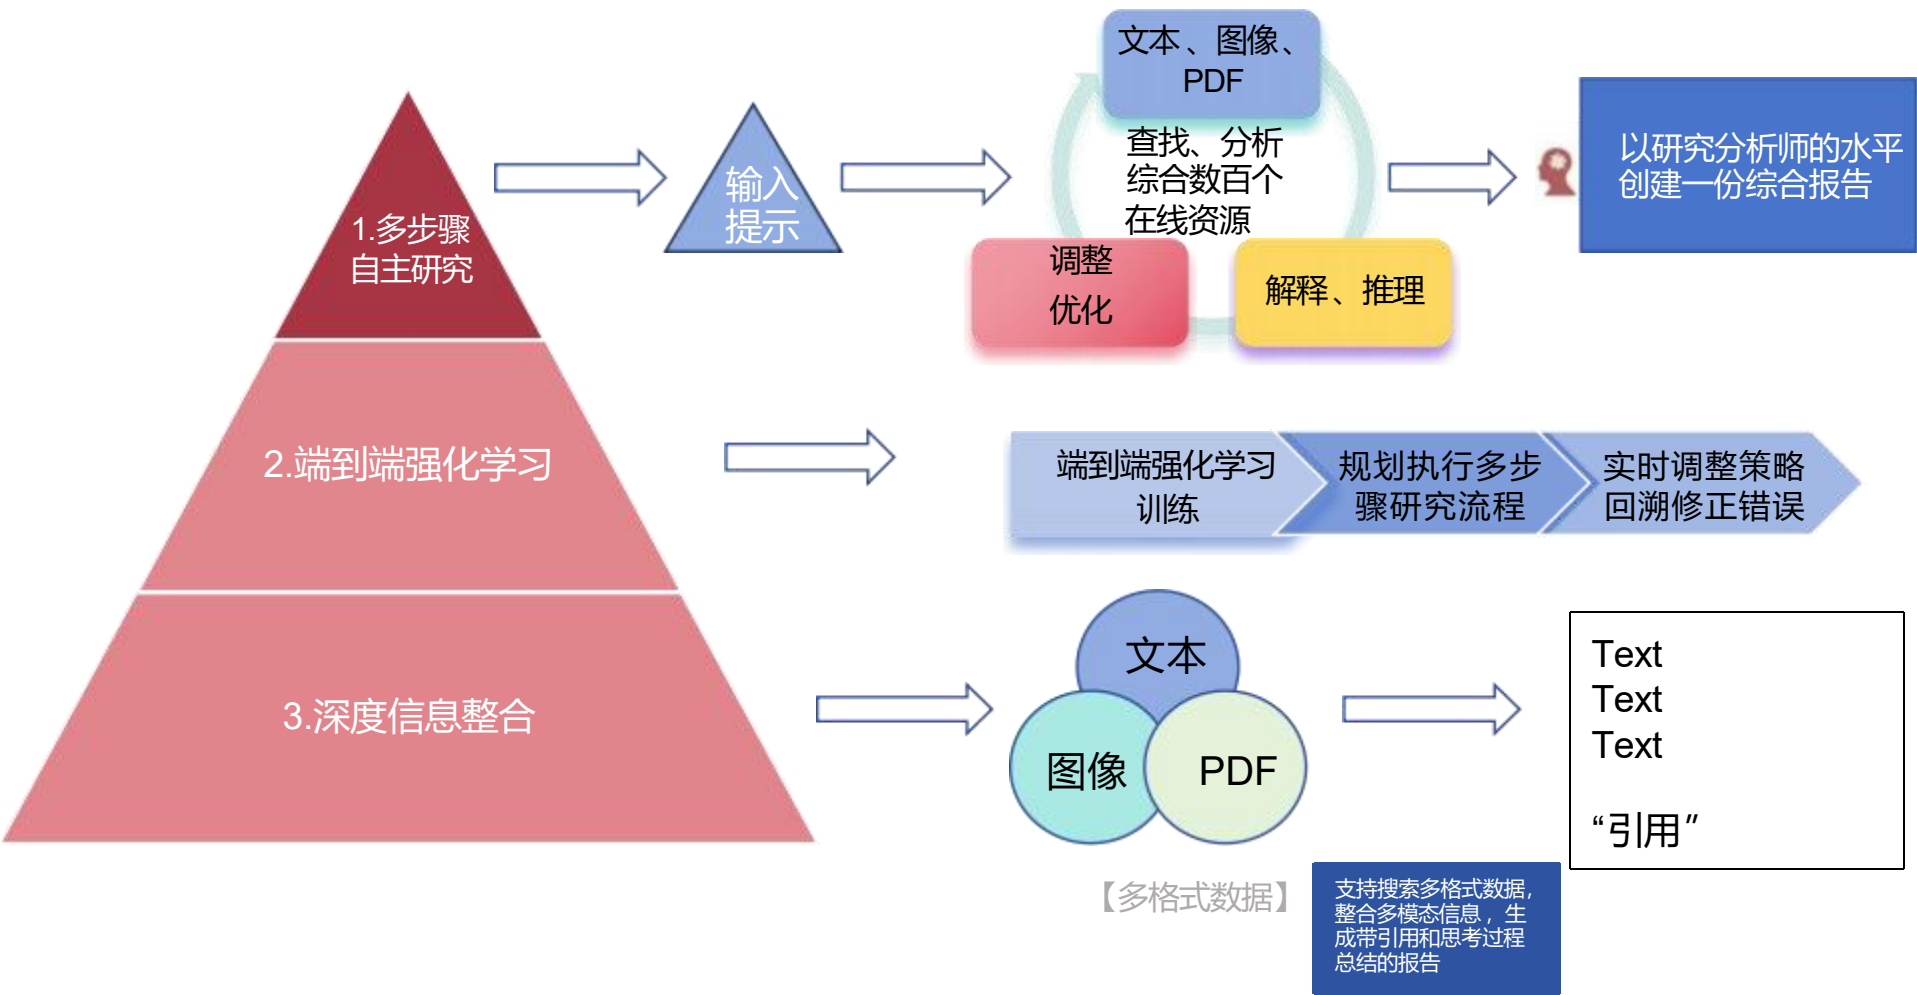 1.多步骤
自主研究
输入
提示
文本、图像、
PDF
查找、分析
综合数百个
在线资源
调整
优化
解释、推理
以研究分析师的水平
创建一份综合报告
2.端到端强化学习
端到端强化学习
训练
规划执行多步
骤研究流程
实时调整策略
回溯修正错误
3.深度信息整合
文本
图像
PDF
【多格式数据】
Text
Text
Text
“引用”
支持搜索多格式数据,
整合多模态信息，生
成带引用和思考过程
总结的报告